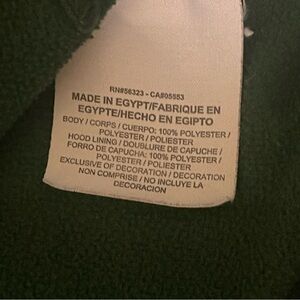 RN#56323 - CA#05553
MADE IN EGYPT/FABRIQUE EN
EGYPTE/HECHO EN EGIPTO
BODY / CORPS / CUERPO: 100% POLYESTER /
POLYESTER / POLIESTER
HOOD LINING / DOUBLURE DE CAPUCHE /
FORRO DE CAPUCHA: 100% POLYESTER /
POLYESTER / POLIÉSTER
EXCLUSIVE OF DECORATION / DECORATION
NON COMPRISE / NO INCLUYE LA
DECORACION